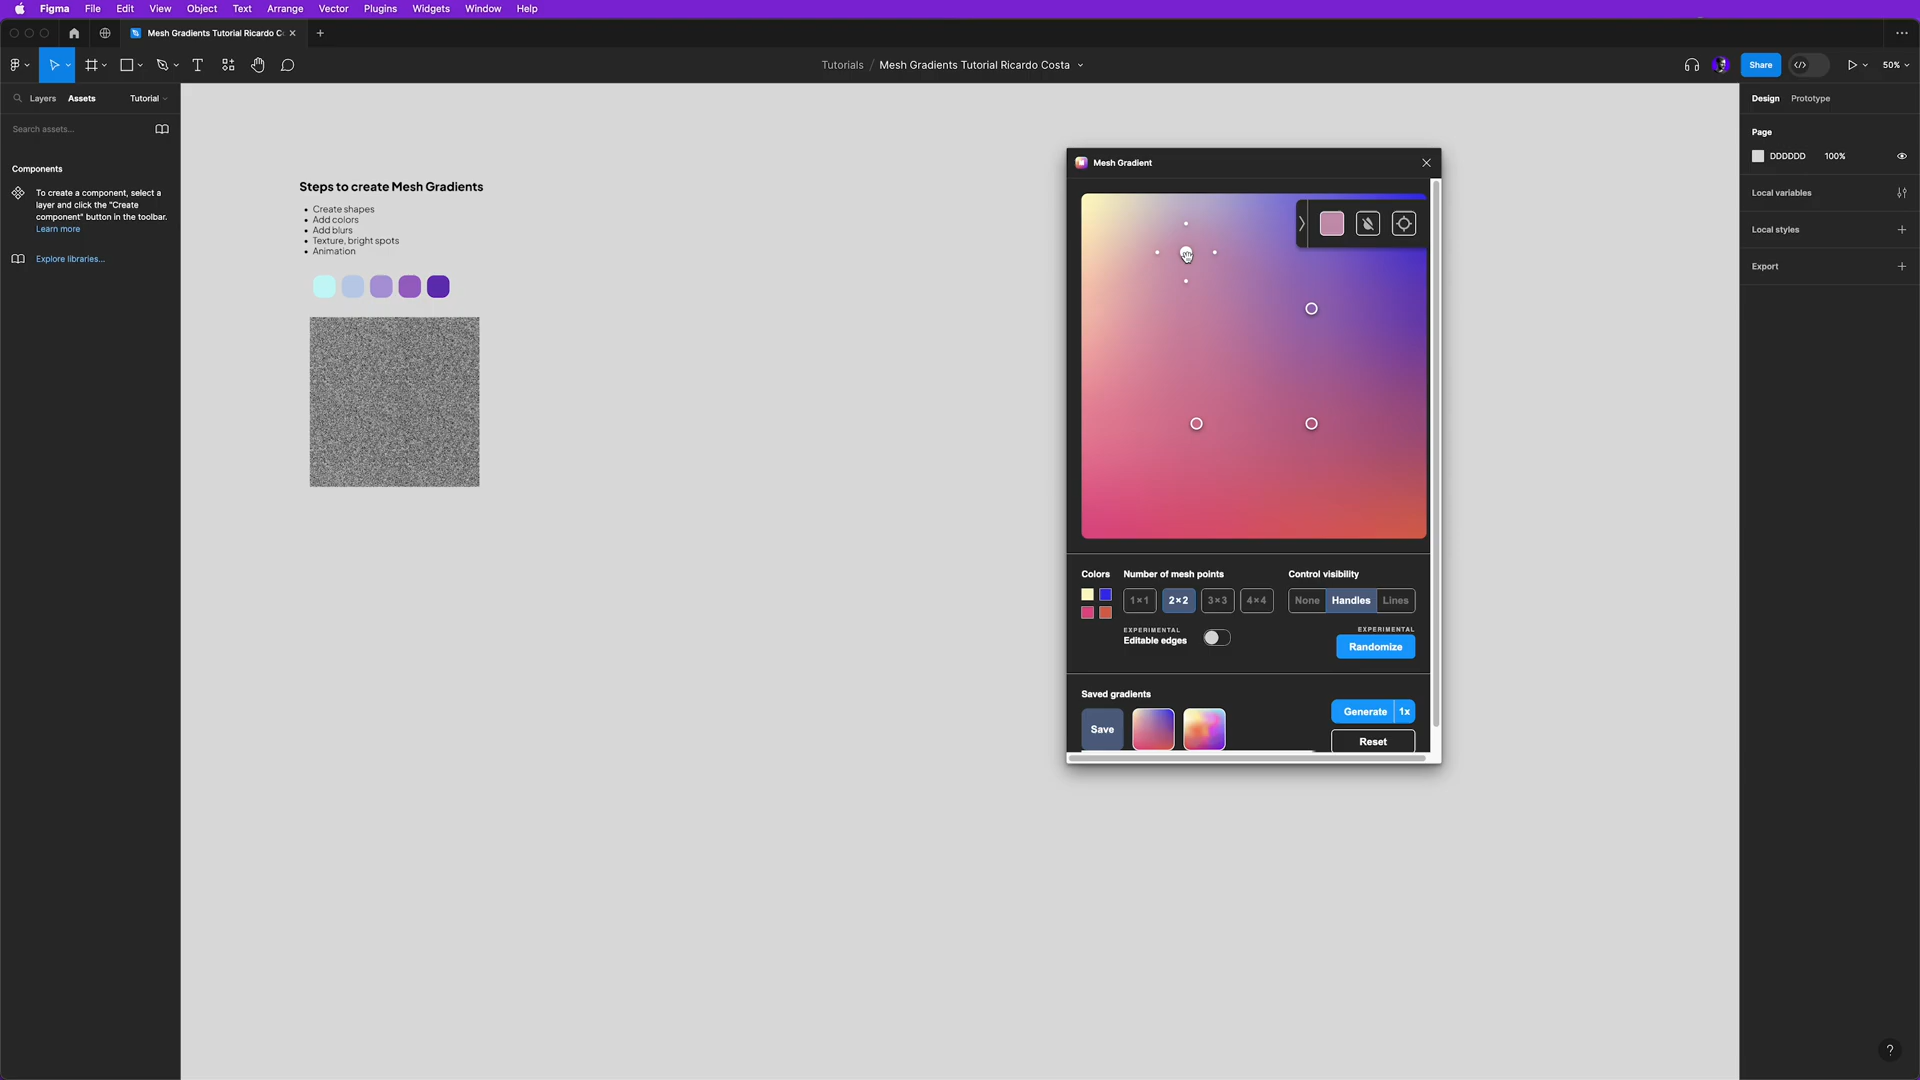 Figma File Edit View Object Text Arrange Vector Plugins Widgets Window Help
Mesh Gradients Tutorial Ricardo C
Tutorials / Mesh Gradients Tutorial Ricardo Costa
Share
50%
Layers Assets Tutorial
Search assets...
Components
To create a component, select a
layer and click the "Create
component" button in the toolbar.
Learn more
Explore libraries...
Steps to create Mesh Gradients
• Create shapes
• Add colors
• Add blurs
• Texture, bright spots
• Animation
Mesh Gradient
Colors
Number of mesh points
Control visibility
1×1 2×2 3×3 4×4
None Handles Lines
EXPERIMENTAL
Editable edges
EXPERIMENTAL
Randomize
Saved gradients
Save
Generate 1x
Reset
Design Prototype
Page
DDDDDD 100%
Local variables
Local styles
Export
?